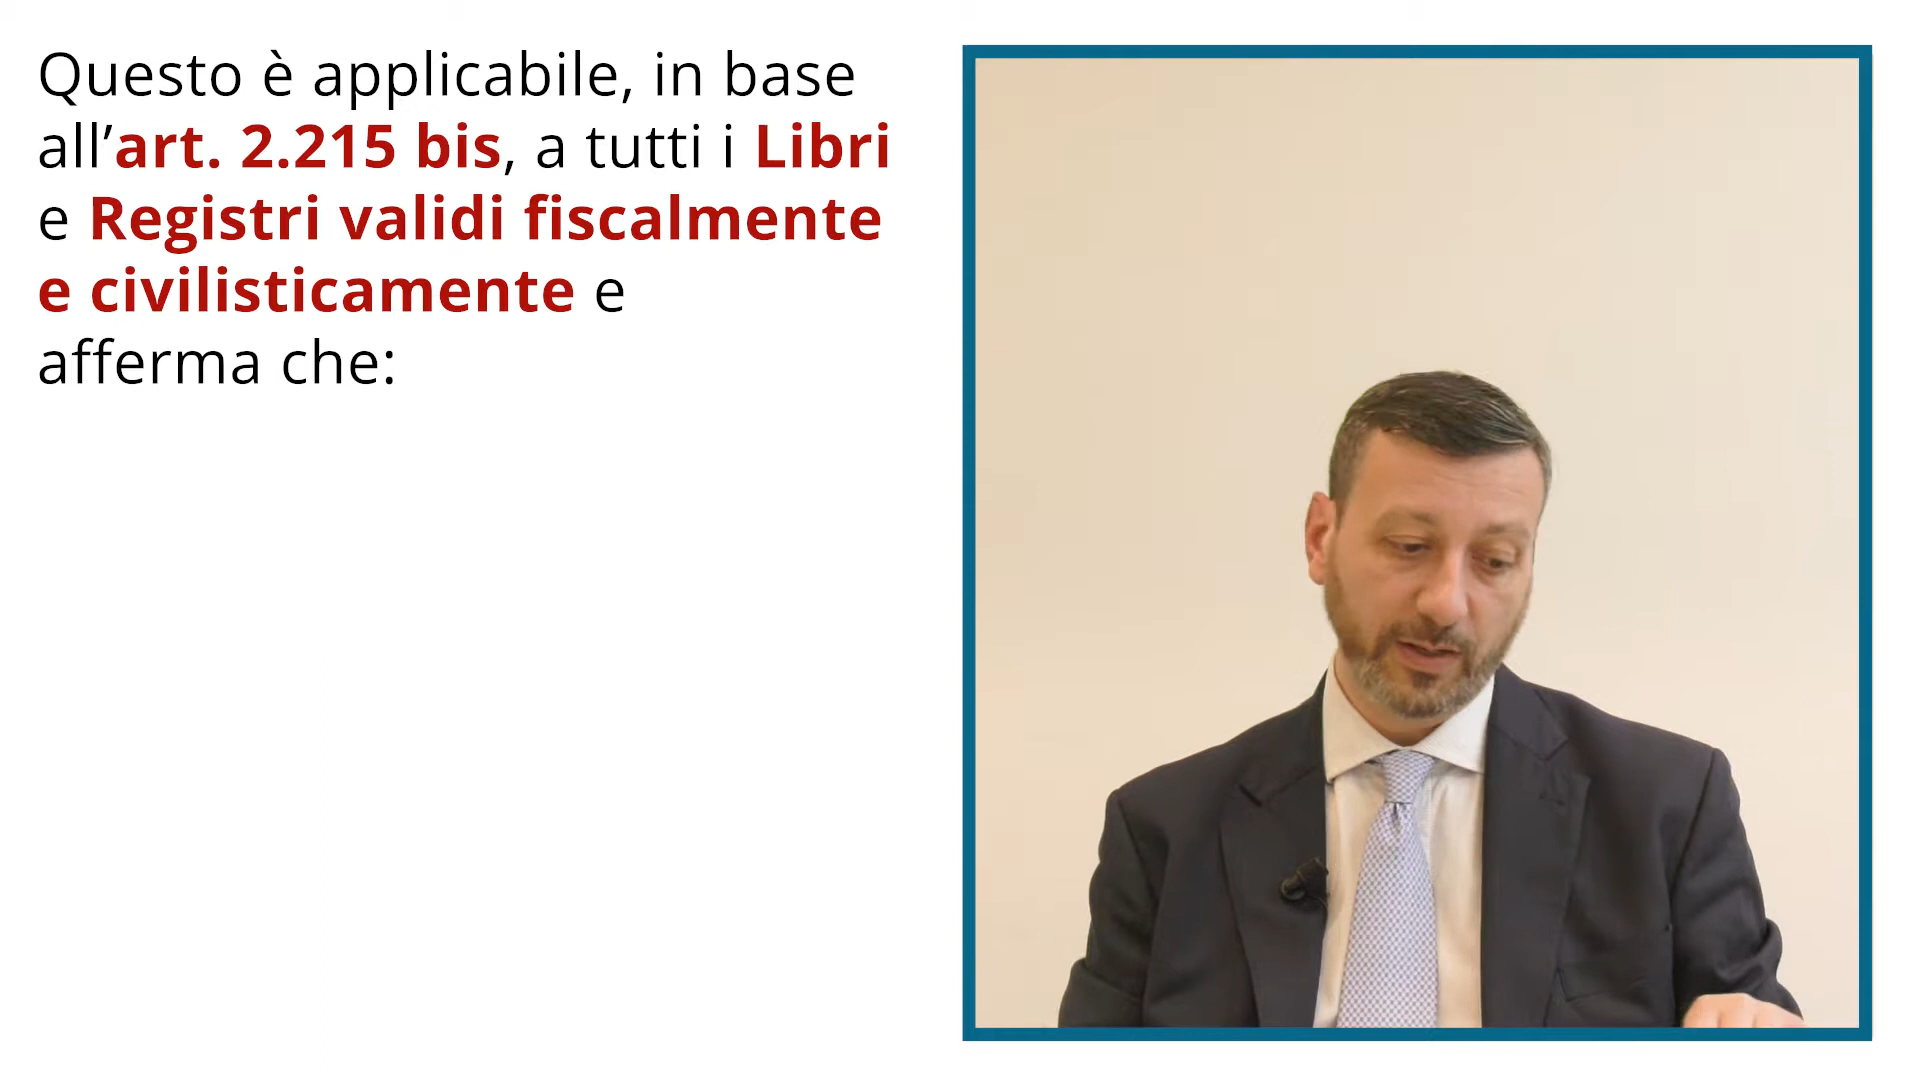 Questo è applicabile, in base
all’art. 2.215 bis, a tutti i Libri
e Registri validi fiscalmente
e civilisticamente e
afferma che: